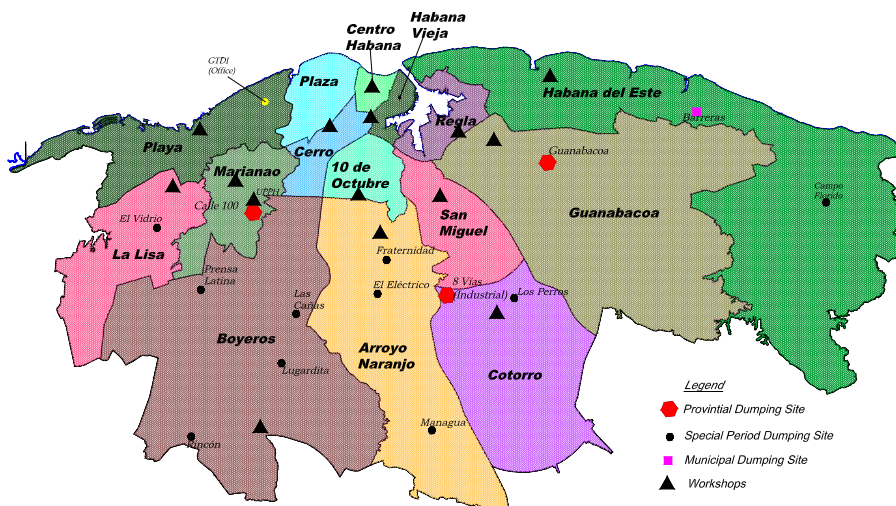 Habana
Vieja
Centro
Habana
GTDI
(Office)
Plaza
Habana del Este
Barreras
Regla
Playa
Cerro
Guanabacoa
Marianao
10 de
Octubre
UPPH
Campo
Florido
Calle 100
El Vidrio
San
Miguel
Guanabacoa
La Lisa
Fraternidad
Prensa
Latina
8 Vías
(Industrial)
El Eléctrico
Los Perros
Las
Cañas
Boyeros
Arroyo
Naranjo
Lugardita
Cotorro
Managua
Rincón
Legend
Provintial Dumping Site
Special Period Dumping Site
Municipal Dumping Site
Workshops